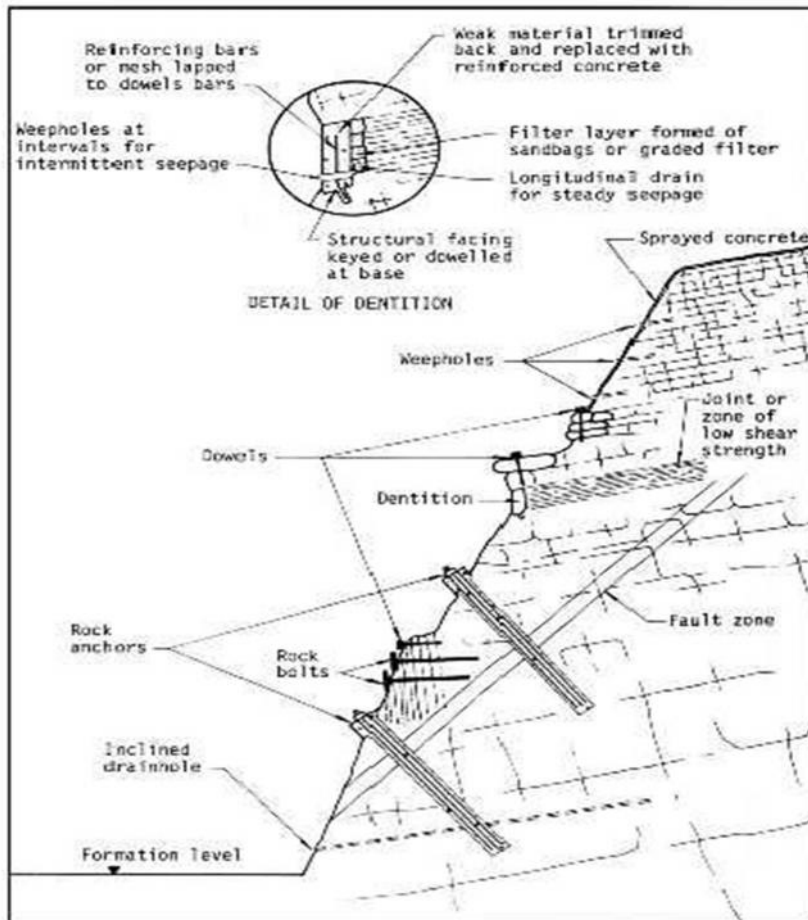 Reinforcing bars
or mesh lapped
to dowels bars
Weak material trimmed
back and replaced with
reinforced concrete
Weepholes at
intervals for
intermittent seepage
Filter layer formed of
sandbags or graded filter
Longitudinal drain
for steady seepage
Structural facing
keyed or dowelled
at base
Sprayed concrete
DETAIL OF DENTITION
Weepholes
Joint or
zone of
low shear
strength
Dowels
Dentition
Fault zone
Rock
anchors
Rock
bolts
Inclined
drainhole
Formation level